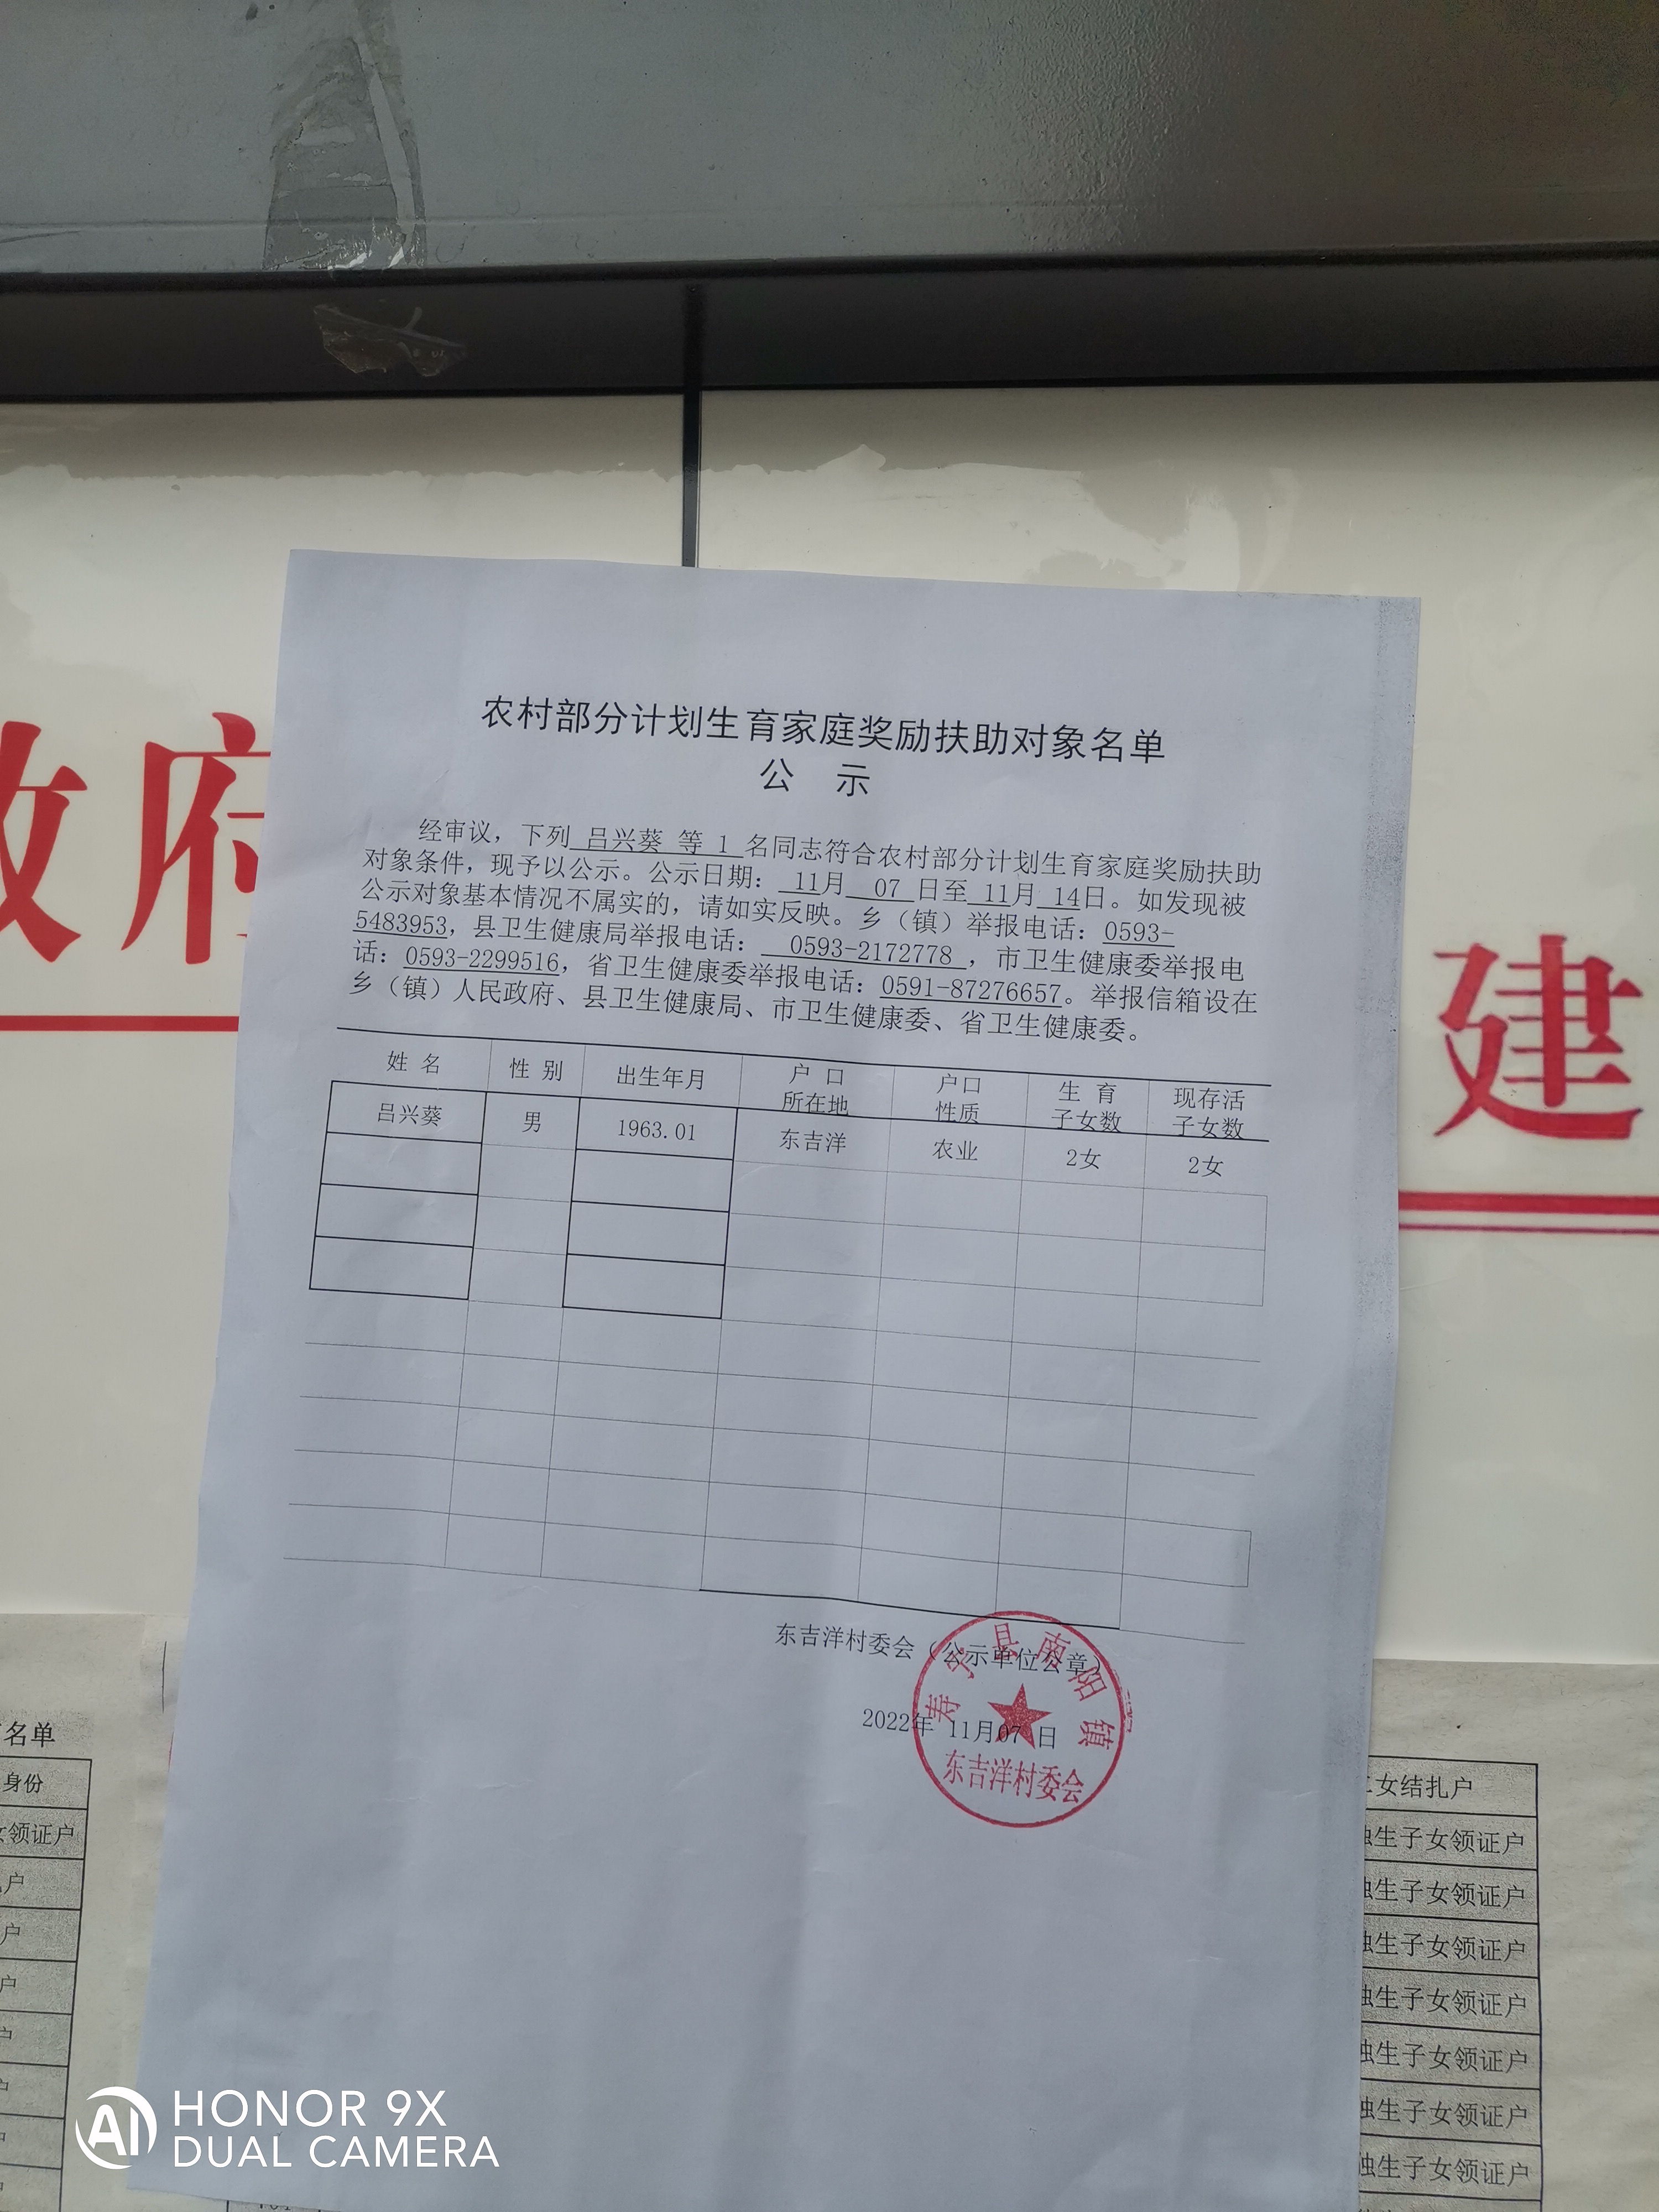 政府
建
农村部分计划生育家庭奖励扶助对象名单
公 示
经审议，下列 吕兴葵 等 1 名同志符合农村部分计划生育家庭奖励扶助
对象条件，现予以公示。公示日期： 11月 07 日至 11月 14日。如发现被
公示对象基本情况不属实的，请如实反映。乡（镇）举报电话：0593-
5483953，县卫生健康局举报电话： 0593-2172778 ，市卫生健康委举报电
话：0593-2299516，省卫生健康委举报电话：0591-87276657。举报信箱设在
乡（镇）人民政府、县卫生健康局、市卫生健康委、省卫生健康委。
姓 名 性 别 出生年月 户 口 所在地 户口 性质 生 育 子女数 现存活 子女数
吕兴葵 男 1963.01 东吉洋 农业 2女 2女
东吉洋村委会（公示单位公章）
2022年 11月07 日
寿宁县南阳镇
东吉洋村委会
名单
身份
女领证户
户
户
户
户
户
户
户
二女结扎户
独生子女领证户
独生子女领证户
独生子女领证户
独生子女领证户
独生子女领证户
独生子女领证户
独生子女领证户
AI HONOR 9X
DUAL CAMERA